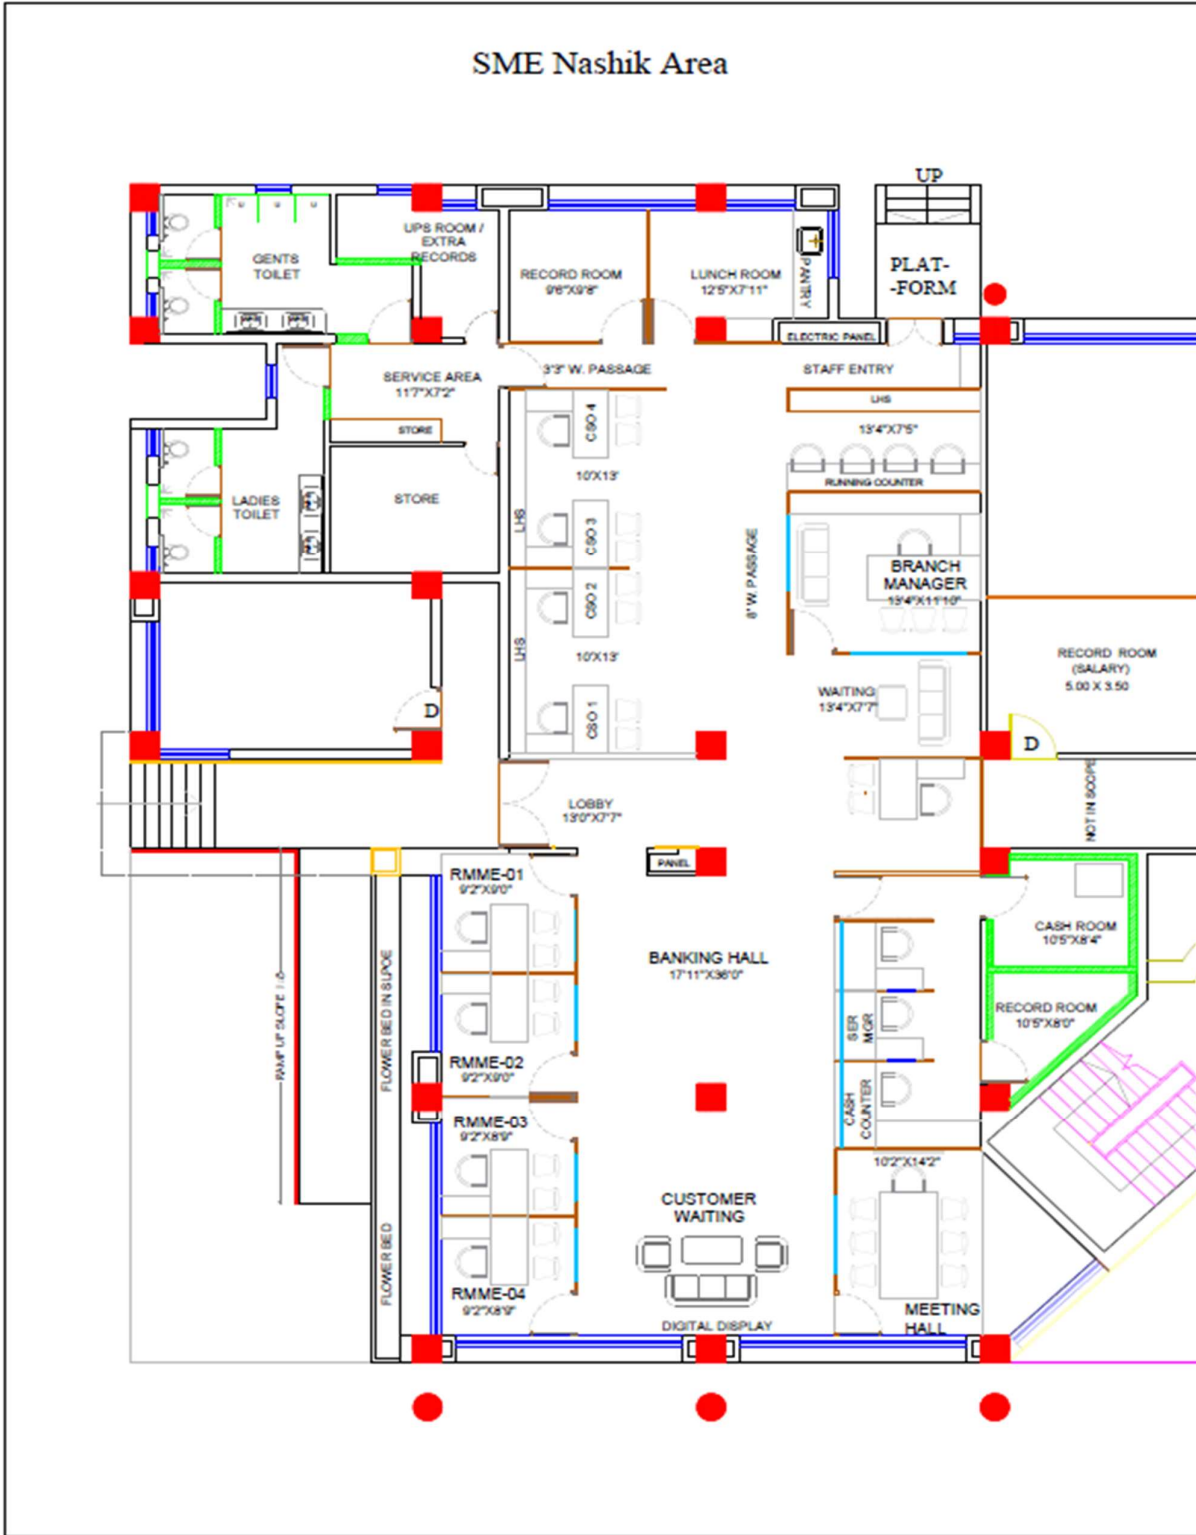 SME Nashik Area
UP
UPS ROOM /
EXTRA
RECORDS
GENTS
TOILET
RECORD ROOM
9'6"X9'8"
LUNCH ROOM
12'5"X7'11"
PANTRY
PLAT-
-FORM
ELECTRIC PANEL
SERVICE AREA
11'7"X7'2"
3'3" W. PASSAGE
STAFF ENTRY
LHS
13'4"X7'5"
STORE
CSO 4
10'X13'
RUNNING COUNTER
LADIES
TOILET
STORE
LHS
CSO 3
8' W. PASSAGE
BRANCH
MANAGER
13'4"X11'10"
CSO 2
LHS
10'X13'
RECORD ROOM
(SALARY)
5.00 X 3.50
WAITING
13'4"X7'7"
D
CSO 1
D
LOBBY
13'0"X7'7"
NOT IN SCOPE
PANEL
RMME-01
9'2"X9'0"
CASH ROOM
10'5"X8'4"
BANKING HALL
17'11"X36'0"
FLOWER BED IN SLPOE
RAMP UP SLOPE
RECORD ROOM
10'5"X8'0"
SER
MGR
RMME-02
9'2"X9'0"
CASH
COUNTER
RMME-03
9'2"X8'9"
10'2"X14'2"
CUSTOMER
WAITING
FLOWER BED
RMME-04
9'2"X8'9"
MEETING
HALL
DIGITAL DISPLAY